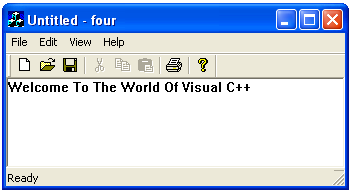 Untitled - four
File Edit View Help
Welcome To The World Of Visual C++
Ready